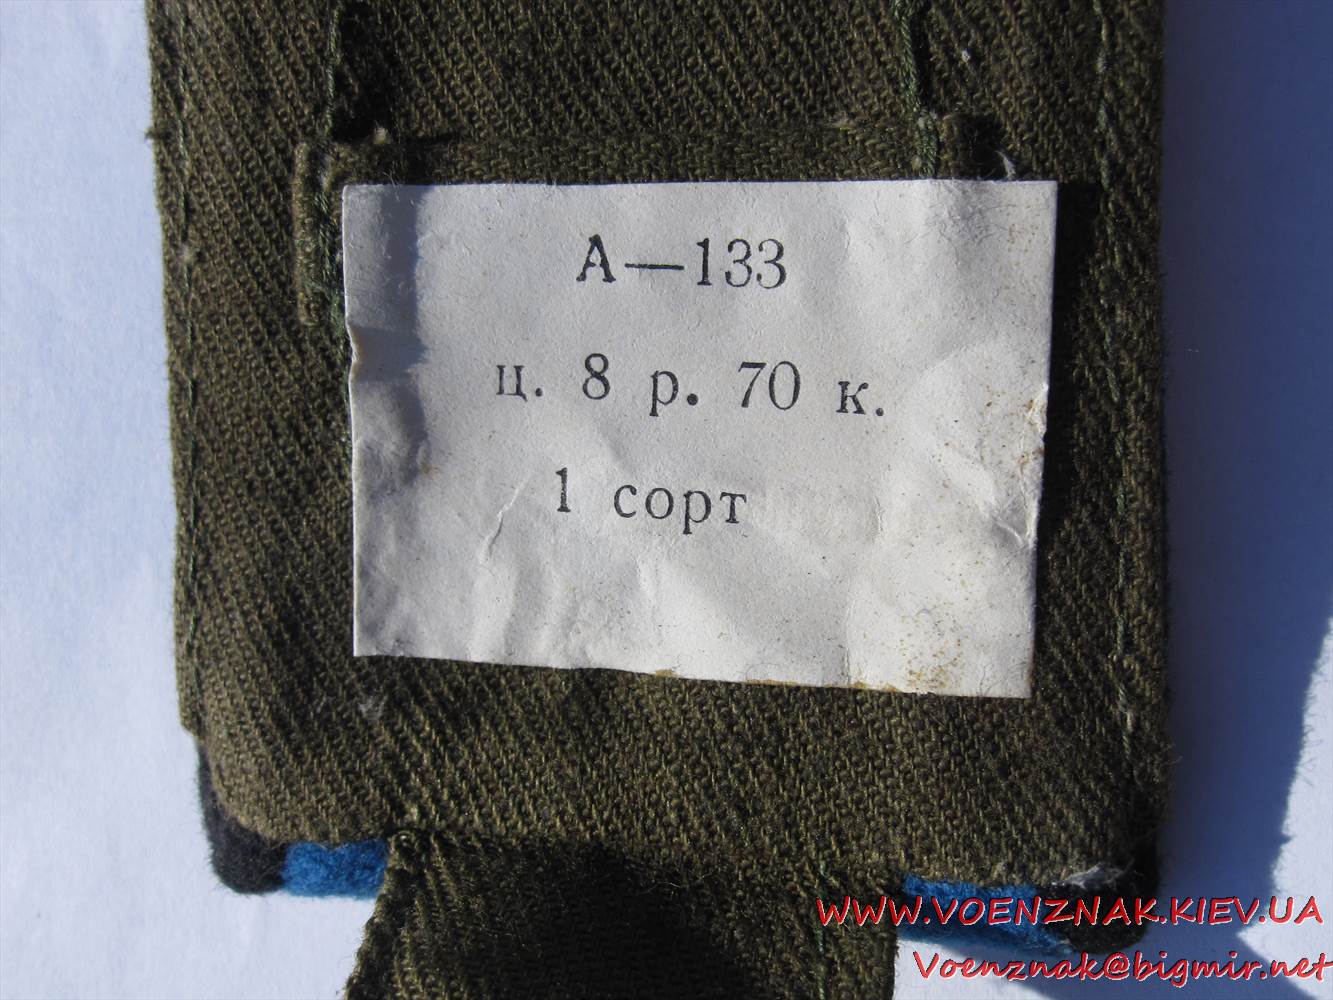 А—133
ц. 8 р. 70 к.
1 сорт
WWW.VOENZNAK.KIEV.UA
Voenznak@bigmir.net